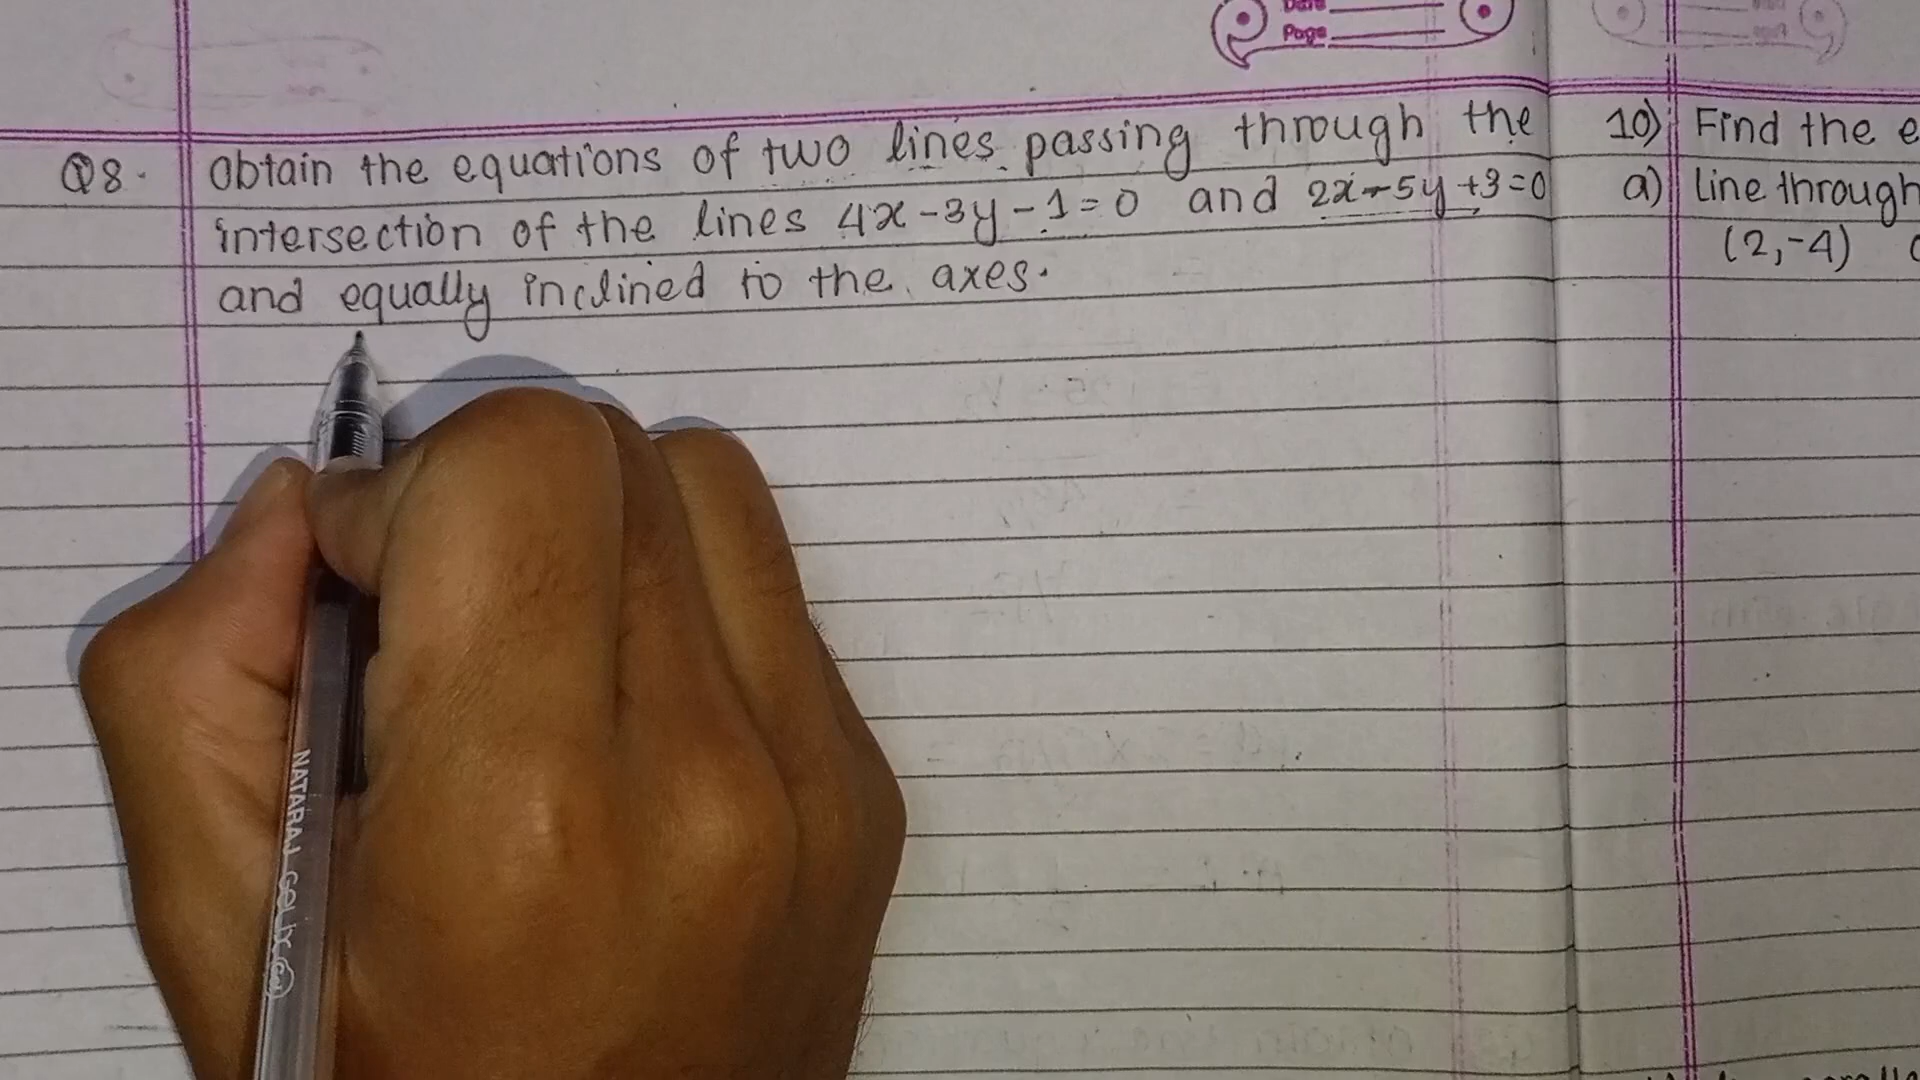 Date
Page
Q8. Obtain the equations of two lines passing through the
intersection of the lines 4x-3y-1=0 and 2x-5y+3=0
and equally inclined to the axes.
10) Find the e
a) line through
(2,-4)
NATARAJ GELIX